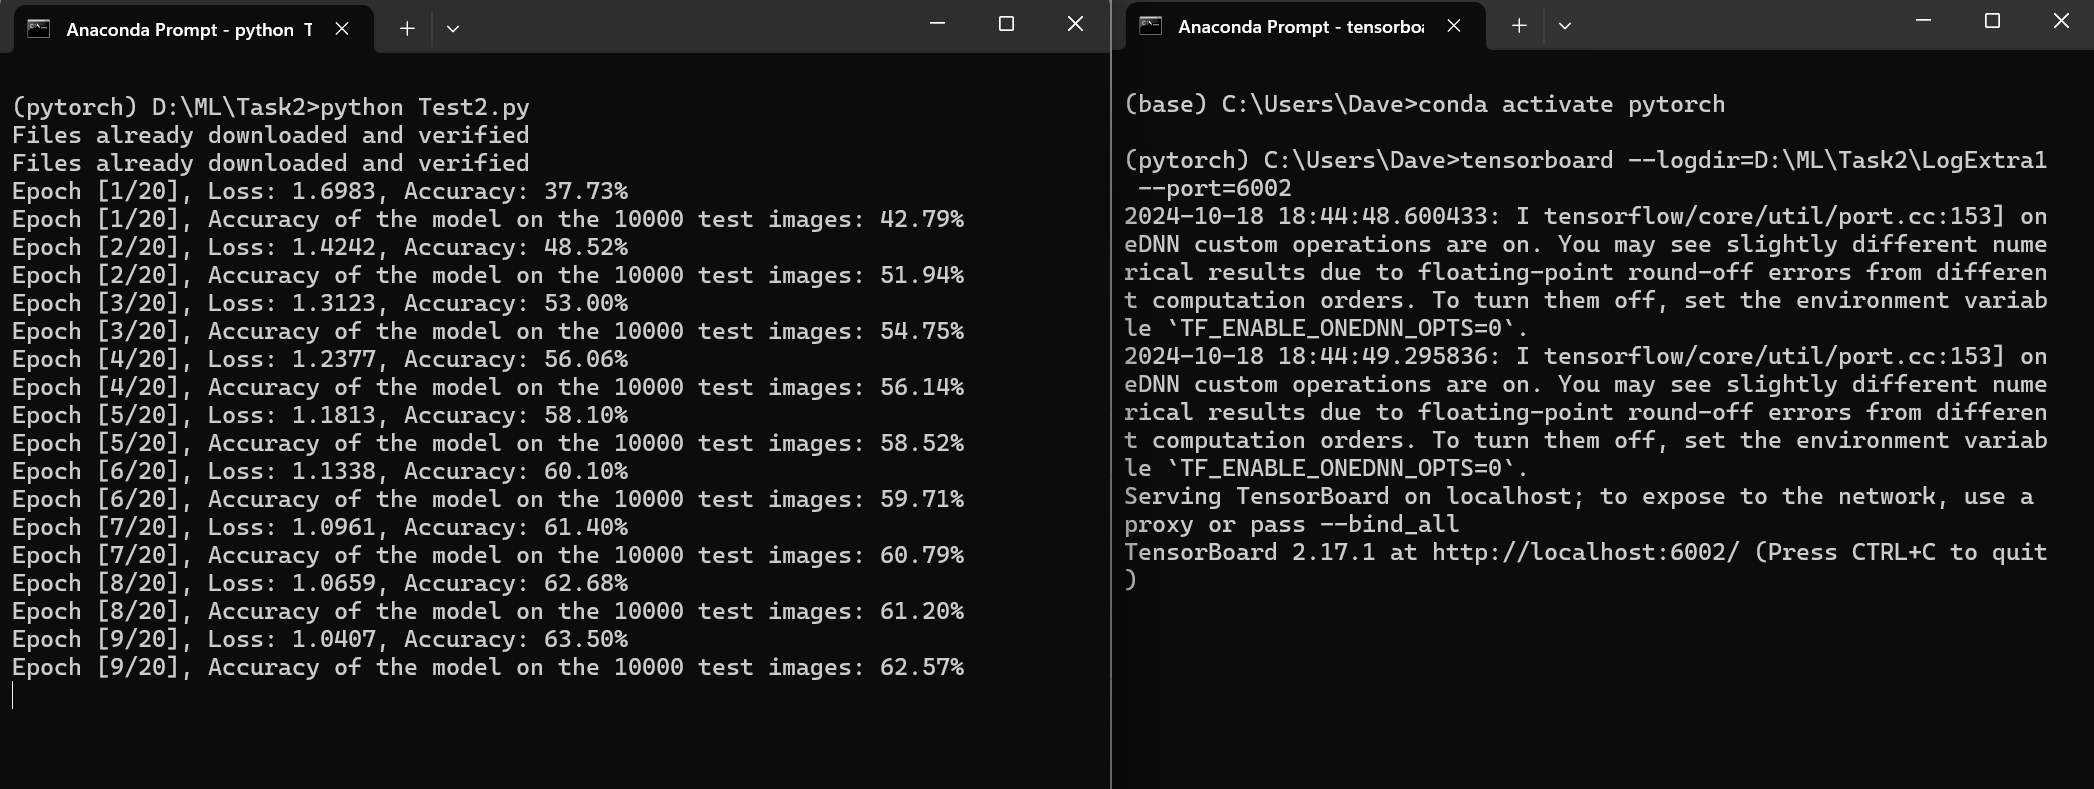 Anaconda Prompt - python T
(pytorch) D:\ML\Task2>python Test2.py
Files already downloaded and verified
Files already downloaded and verified
Epoch [1/20], Loss: 1.6983, Accuracy: 37.73%
Epoch [1/20], Accuracy of the model on the 10000 test images: 42.79%
Epoch [2/20], Loss: 1.4242, Accuracy: 48.52%
Epoch [2/20], Accuracy of the model on the 10000 test images: 51.94%
Epoch [3/20], Loss: 1.3123, Accuracy: 53.00%
Epoch [3/20], Accuracy of the model on the 10000 test images: 54.75%
Epoch [4/20], Loss: 1.2377, Accuracy: 56.06%
Epoch [4/20], Accuracy of the model on the 10000 test images: 56.14%
Epoch [5/20], Loss: 1.1813, Accuracy: 58.10%
Epoch [5/20], Accuracy of the model on the 10000 test images: 58.52%
Epoch [6/20], Loss: 1.1338, Accuracy: 60.10%
Epoch [6/20], Accuracy of the model on the 10000 test images: 59.71%
Epoch [7/20], Loss: 1.0961, Accuracy: 61.40%
Epoch [7/20], Accuracy of the model on the 10000 test images: 60.79%
Epoch [8/20], Loss: 1.0659, Accuracy: 62.68%
Epoch [8/20], Accuracy of the model on the 10000 test images: 61.20%
Epoch [9/20], Loss: 1.0407, Accuracy: 63.50%
Epoch [9/20], Accuracy of the model on the 10000 test images: 62.57%
Anaconda Prompt - tensorboa
(base) C:\Users\Dave>conda activate pytorch
(pytorch) C:\Users\Dave>tensorboard --logdir=D:\ML\Task2\LogExtra1
--port=6002
2024-10-18 18:44:48.600433: I tensorflow/core/util/port.cc:153] on
eDNN custom operations are on. You may see slightly different nume
rical results due to floating-point round-off errors from differen
t computation orders. To turn them off, set the environment variab
le `TF_ENABLE_ONEDNN_OPTS=0`.
2024-10-18 18:44:49.295836: I tensorflow/core/util/port.cc:153] on
eDNN custom operations are on. You may see slightly different nume
rical results due to floating-point round-off errors from differen
t computation orders. To turn them off, set the environment variab
le `TF_ENABLE_ONEDNN_OPTS=0`.
Serving TensorBoard on localhost; to expose to the network, use a
proxy or pass --bind_all
TensorBoard 2.17.1 at http://localhost:6002/ (Press CTRL+C to quit
)